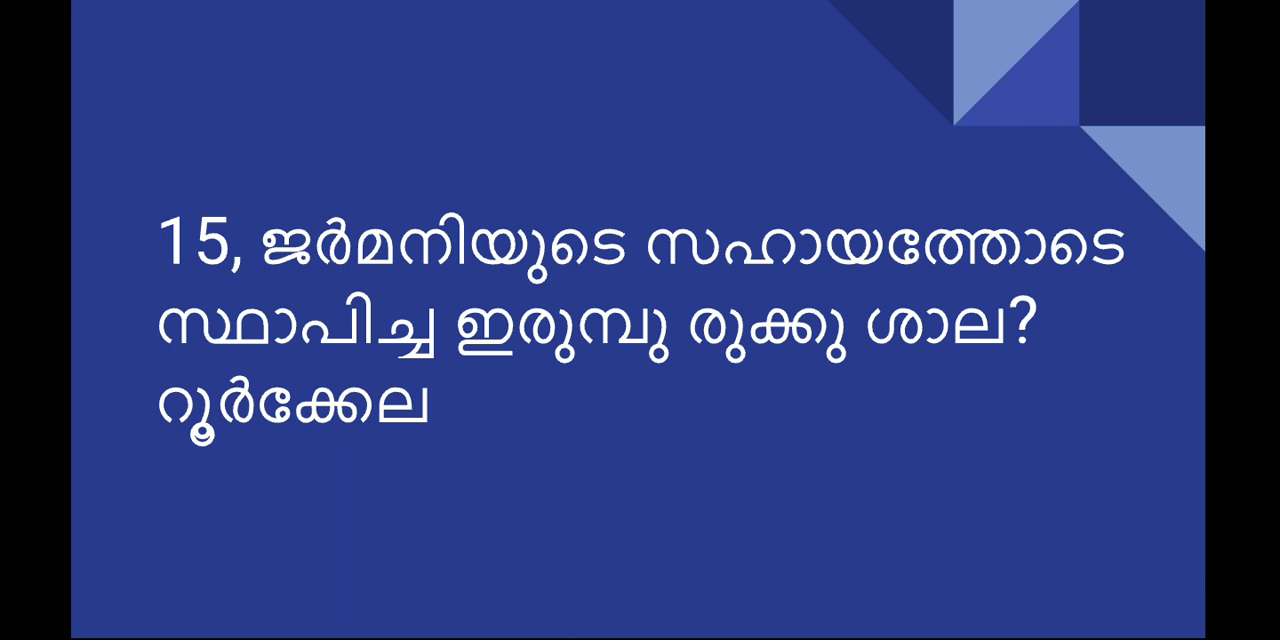 15, ജർമനിയുടെ സഹായത്തോടെ
സ്ഥാപിച്ച ഇരുമ്പു രുക്കു ശാല?
റൂർക്കേല